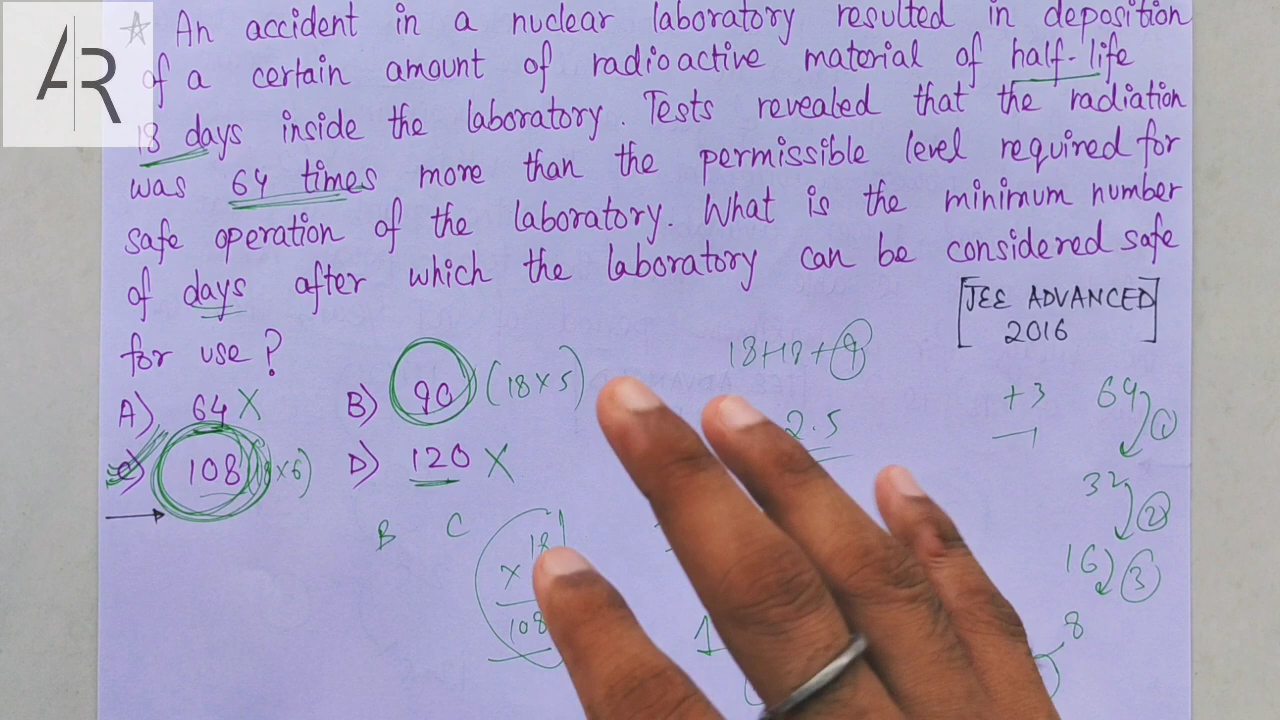 AR
☆ An accident in a nuclear laboratory resulted in deposition
of a certain amount of radioactive material of half-life
18 days inside the laboratory. Tests revealed that the radiation
was 64 times more than the permissible level required for
safe operation of the laboratory. What is the minimum number
of days after which the laboratory can be considered safe
for use?
[JEE ADVANCED
2016]
18+18+9
A) 64 X B) 90 (18×5)
2.5
+3
64 1
C) 108 (18×6) D) 120 X
32 2
B C
18
×
108
16 3
1
8